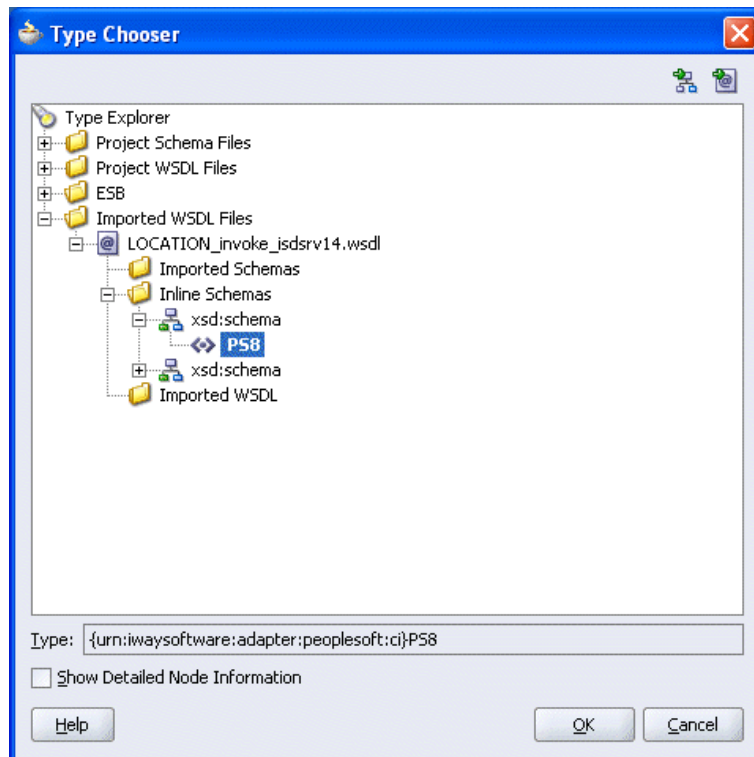 Type Chooser
Type Explorer
Project Schema Files
Project WSDL Files
ESB
Imported WSDL Files
LOCATION_invoke_isdsrv14.wsdl
Imported Schemas
Inline Schemas
xsd:schema
PS8
xsd:schema
Imported WSDL
Type: {urn:iwaysoftware:adapter:peoplesoft:ci}PS8
Show Detailed Node Information
Help OK Cancel